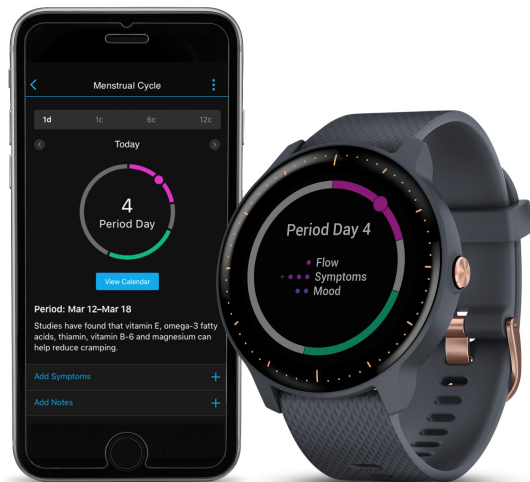 Menstrual Cycle
1d 1c 6c 12c
Today
4
Period Day
View Calendar
Period: Mar 12–Mar 18
Studies have found that vitamin E, omega-3 fatty
acids, thiamin, vitamin B-6 and magnesium can
help reduce cramping.
Add Symptoms +
Add Notes +
Period Day 4
Flow
+ Symptoms
Mood